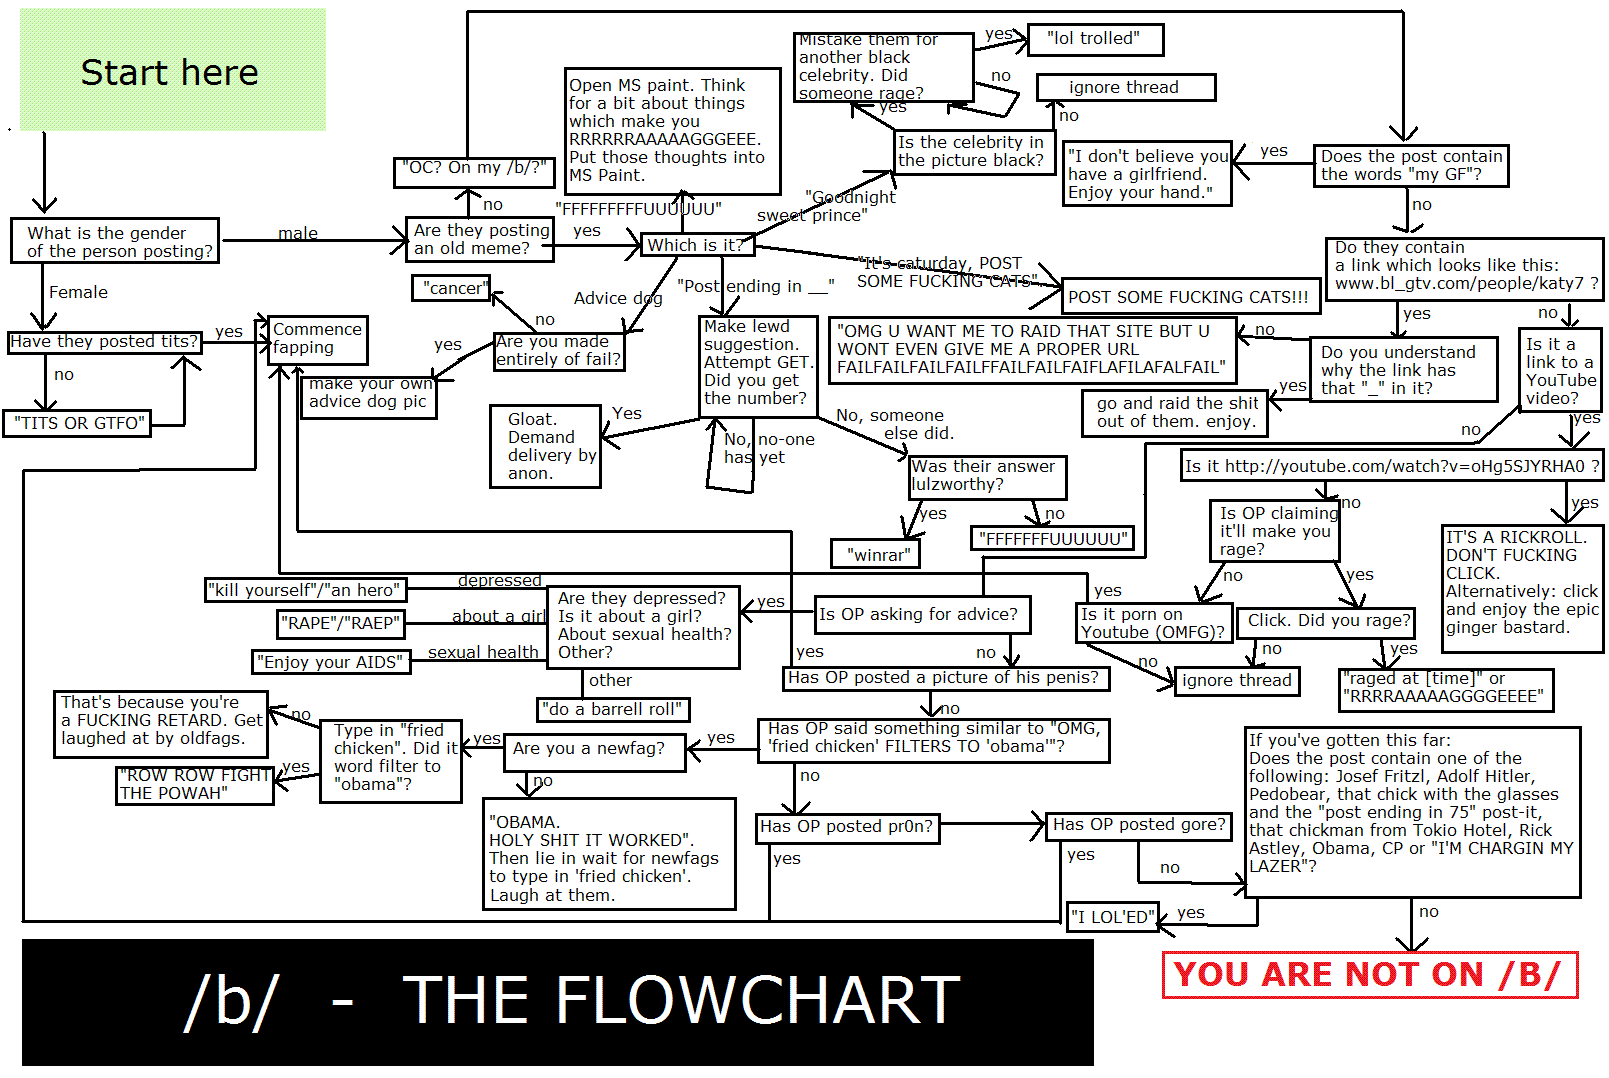 Start here
What is the gender
of the person posting?
male
Female
Have they posted tits?
yes
no
"TITS OR GTFO"
Commence
fapping
"OC? On my /b/?"
no
Are they posting
an old meme?
yes
Which is it?
"FFFFFFFFFUUUUUU"
Open MS paint. Think
for a bit about things
which make you
RRRRRRAAAAAGGGEEE.
Put those thoughts into
MS Paint.
"Goodnight
sweet prince"
Is the celebrity in
the picture black?
yes
no
ignore thread
Mistake them for
another black
celebrity. Did
someone rage?
yes
no
"lol trolled"
"It's caturday, POST
SOME FUCKING CATS"
POST SOME FUCKING CATS!!!
"Post ending in __"
Make lewd
suggestion.
Attempt GET.
Did you get
the number?
Yes
Gloat.
Demand
delivery by
anon.
No, no-one
has yet
No, someone
else did.
Was their answer
lulzworthy?
yes
no
"winrar"
"FFFFFFFUUUUUU"
Advice dog
Are you made
entirely of fail?
no
"cancer"
yes
make your own
advice dog pic
Does the post contain
the words "my GF"?
yes
"I don't believe you
have a girlfriend.
Enjoy your hand."
no
Do they contain
a link which looks like this:
www.bl_gtv.com/people/katy7 ?
yes
no
Do you understand
why the link has
that "_" in it?
no
"OMG U WANT ME TO RAID THAT SITE BUT U
WONT EVEN GIVE ME A PROPER URL
FAILFAILFAILFAILFFAILFAILFAIFLAFILAFALFAIL"
yes
go and raid the shit
out of them. enjoy.
Is it a
link to a
YouTube
video?
no
yes
Is it http://youtube.com/watch?v=oHg5SJYRHA0 ?
no
yes
IT'S A RICKROLL.
DON'T FUCKING
CLICK.
Alternatively: click
and enjoy the epic
ginger bastard.
Is OP claiming
it'll make you
rage?
no
yes
Is it porn on
Youtube (OMFG)?
yes
no
ignore thread
Click. Did you rage?
no
yes
"raged at [time]" or
"RRRRAAAAAGGGGEEEE"
Is OP asking for advice?
yes
no
Are they depressed?
Is it about a girl?
About sexual health?
Other?
depressed
"kill yourself"/"an hero"
about a girl
"RAPE"/"RAEP"
sexual health
"Enjoy your AIDS"
other
"do a barrell roll"
Has OP posted a picture of his penis?
yes
no
Has OP said something similar to "OMG,
'fried chicken' FILTERS TO 'obama'"?
yes
no
Are you a newfag?
yes
no
Type in "fried
chicken". Did it
word filter to
"obama"?
no
That's because you're
a FUCKING RETARD. Get
laughed at by oldfags.
yes
"ROW ROW FIGHT
THE POWAH"
"OBAMA.
HOLY SHIT IT WORKED".
Then lie in wait for newfags
to type in 'fried chicken'.
Laugh at them.
Has OP posted pr0n?
yes
Has OP posted gore?
yes
no
If you've gotten this far:
Does the post contain one of the
following: Josef Fritzl, Adolf Hitler,
Pedobear, that chick with the glasses
and the "post ending in 75" post-it,
that chickman from Tokio Hotel, Rick
Astley, Obama, CP or "I'M CHARGIN MY
LAZER"?
yes
"I LOL'ED"
no
YOU ARE NOT ON /B/
/b/ - THE FLOWCHART